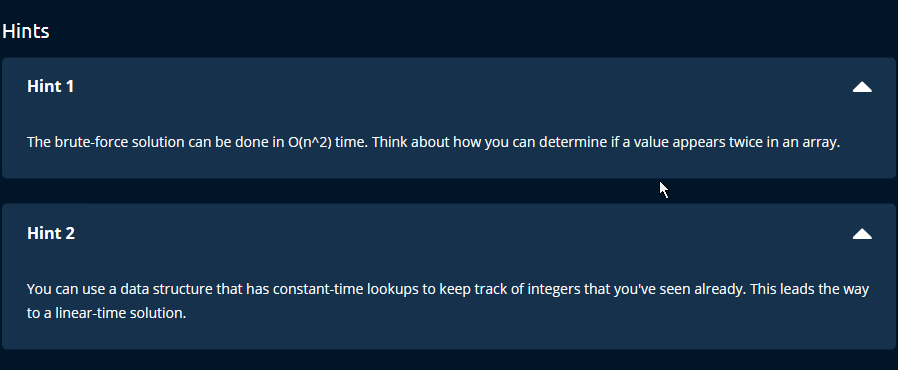 Hints
Hint 1
The brute-force solution can be done in O(n^2) time. Think about how you can determine if a value appears twice in an array.
Hint 2
You can use a data structure that has constant-time lookups to keep track of integers that you've seen already. This leads the way
to a linear-time solution.